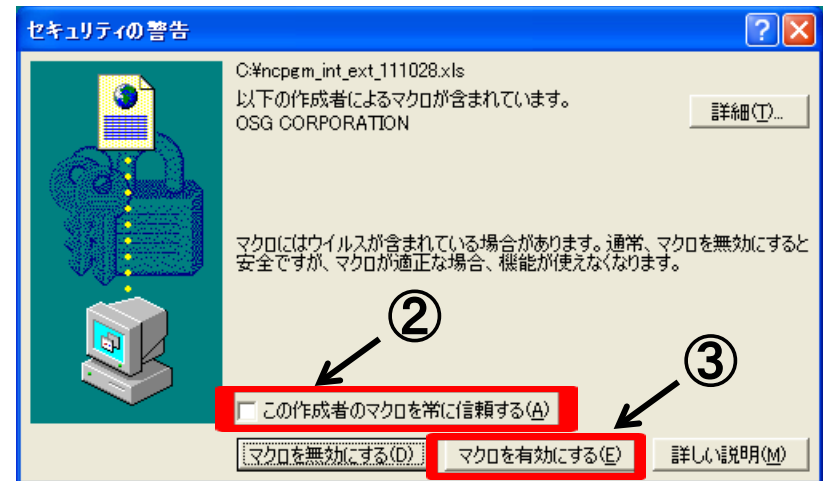 セキュリティの警告
C:¥ncpgm_int_ext_111028.xls
以下の作成者によるマクロが含まれています。
OSG CORPORATION
詳細(T)...
マクロにはウイルスが含まれている場合があります。通常、マクロを無効にすると
安全ですが、マクロが適正な場合、機能が使えなくなります。
②
③
この作成者のマクロを常に信頼する(A)
マクロを無効にする(D)
マクロを有効にする(E)
詳しい説明(M)